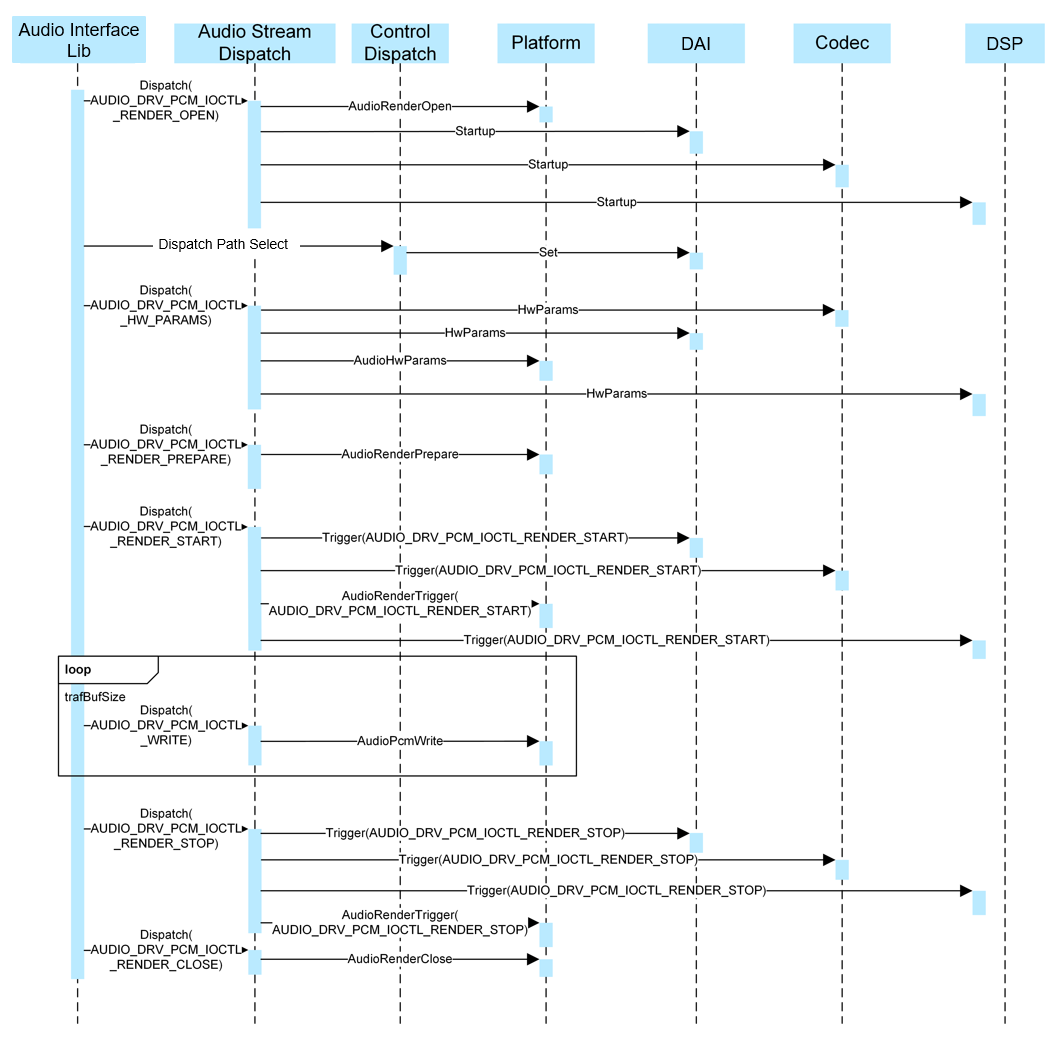 Audio Interface
Lib
Audio Stream
Dispatch
Control
Dispatch
Platform
DAI
Codec
DSP
Dispatch(
AUDIO_DRV_PCM_IOCTL
_RENDER_OPEN)
AudioRenderOpen
Startup
Startup
Startup
Dispatch Path Select
Set
Dispatch(
AUDIO_DRV_PCM_IOCTL
_HW_PARAMS)
HwParams
HwParams
AudioHwParams
HwParams
Dispatch(
AUDIO_DRV_PCM_IOCTL
_RENDER_PREPARE)
AudioRenderPrepare
Dispatch(
AUDIO_DRV_PCM_IOCTL
_RENDER_START)
Trigger(AUDIO_DRV_PCM_IOCTL_RENDER_START)
Trigger(AUDIO_DRV_PCM_IOCTL_RENDER_START)
AudioRenderTrigger(
AUDIO_DRV_PCM_IOCTL_RENDER_START)
Trigger(AUDIO_DRV_PCM_IOCTL_RENDER_START)
loop
trafBufSize
Dispatch(
AUDIO_DRV_PCM_IOCTL
_WRITE)
AudioPcmWrite
Dispatch(
AUDIO_DRV_PCM_IOCTL
_RENDER_STOP)
Trigger(AUDIO_DRV_PCM_IOCTL_RENDER_STOP)
Trigger(AUDIO_DRV_PCM_IOCTL_RENDER_STOP)
Trigger(AUDIO_DRV_PCM_IOCTL_RENDER_STOP)
AudioRenderTrigger(
AUDIO_DRV_PCM_IOCTL_RENDER_STOP)
Dispatch(
AUDIO_DRV_PCM_IOCTL
_RENDER_CLOSE)
AudioRenderClose